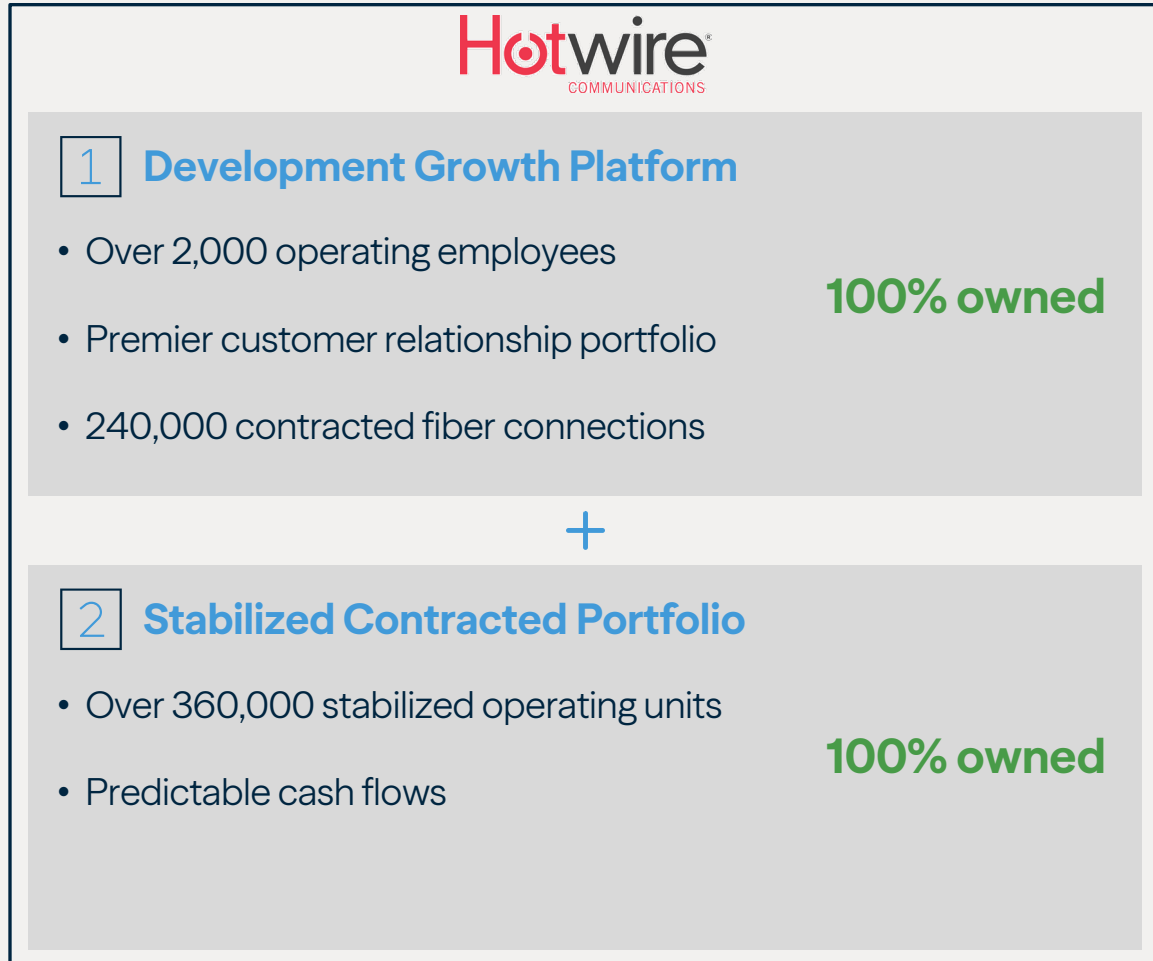 Hotwire®
COMMUNICATIONS
1 Development Growth Platform
• Over 2,000 operating employees
100% owned
• Premier customer relationship portfolio
• 240,000 contracted fiber connections
+
2 Stabilized Contracted Portfolio
• Over 360,000 stabilized operating units
100% owned
• Predictable cash flows